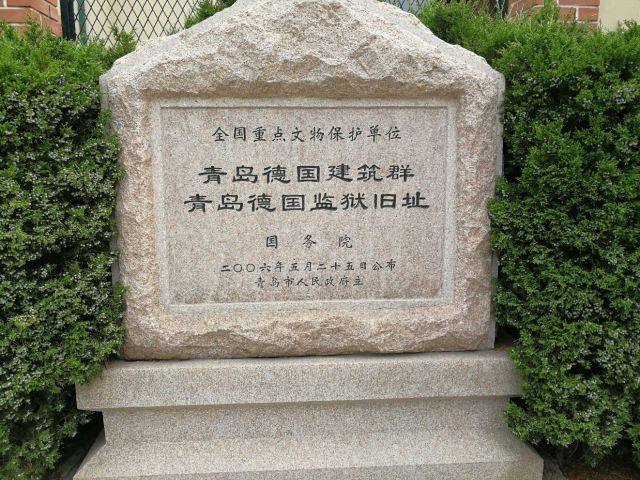 全国重点文物保护单位
青岛德国建筑群
青岛德国监狱旧址
国务院
二〇〇六年五月二十五日公布
青岛市人民政府立